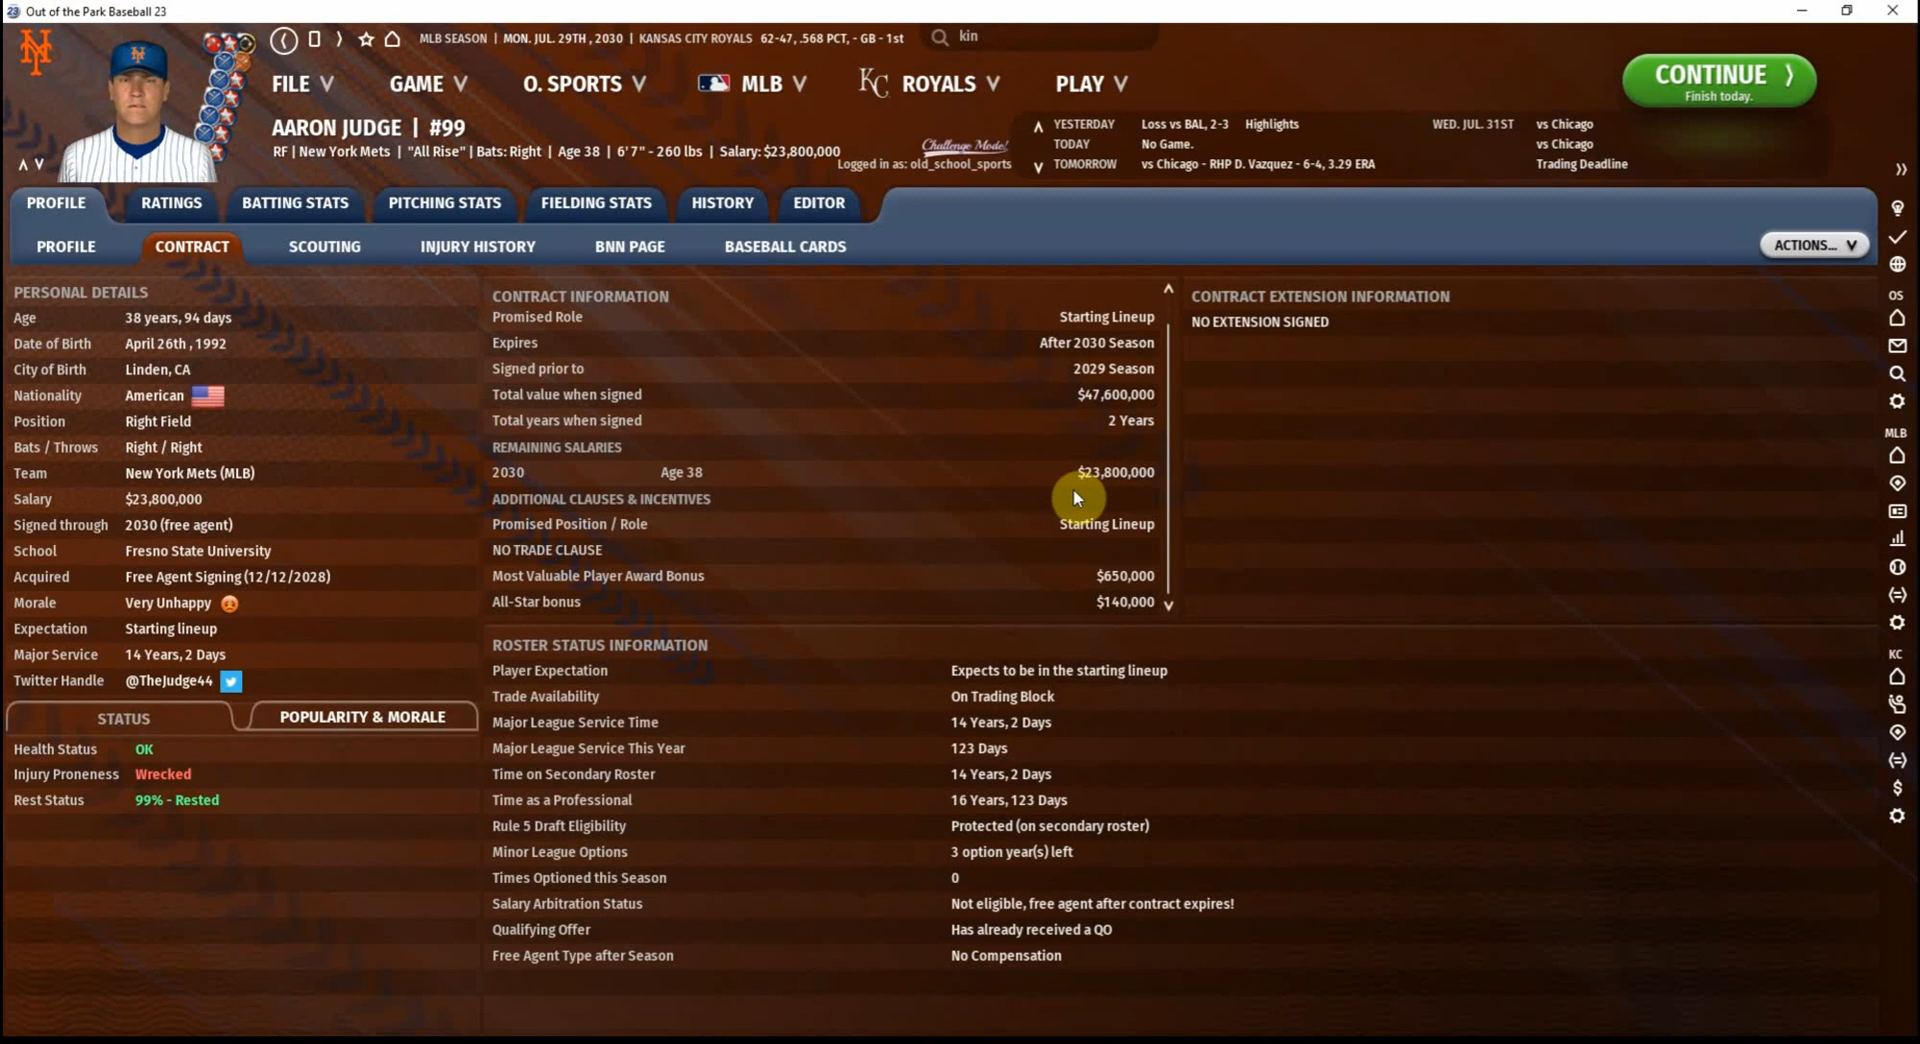 23 Out of the Park Baseball 23
MLB SEASON | MON. JUL. 29TH , 2030 | KANSAS CITY ROYALS 62-47, .568 PCT, - GB - 1st
kin
FILE GAME O. SPORTS MLB ROYALS PLAY
CONTINUE
Finish today.
AARON JUDGE | #99
RF | New York Mets | "All Rise" | Bats: Right | Age 38 | 6' 7" - 260 lbs | Salary: $23,800,000
Challenge Mode!
Logged in as: old_school_sports
YESTERDAY Loss vs BAL, 2-3 Highlights WED. JUL. 31ST vs Chicago
TODAY No Game. vs Chicago
TOMORROW vs Chicago - RHP D. Vazquez - 6-4, 3.29 ERA Trading Deadline
PROFILE RATINGS BATTING STATS PITCHING STATS FIELDING STATS HISTORY EDITOR
PROFILE CONTRACT SCOUTING INJURY HISTORY BNN PAGE BASEBALL CARDS ACTIONS...
PERSONAL DETAILS
Age 38 years, 94 days
Date of Birth April 26th , 1992
City of Birth Linden, CA
Nationality American
Position Right Field
Bats / Throws Right / Right
Team New York Mets (MLB)
Salary $23,800,000
Signed through 2030 (free agent)
School Fresno State University
Acquired Free Agent Signing (12/12/2028)
Morale Very Unhappy
Expectation Starting lineup
Major Service 14 Years, 2 Days
Twitter Handle @TheJudge44
STATUS POPULARITY & MORALE
Health Status OK
Injury Proneness Wrecked
Rest Status 99% - Rested
CONTRACT INFORMATION
Promised Role Starting Lineup
Expires After 2030 Season
Signed prior to 2029 Season
Total value when signed $47,600,000
Total years when signed 2 Years
REMAINING SALARIES
2030 Age 38 $23,800,000
ADDITIONAL CLAUSES & INCENTIVES
Promised Position / Role Starting Lineup
NO TRADE CLAUSE
Most Valuable Player Award Bonus $650,000
All-Star bonus $140,000
CONTRACT EXTENSION INFORMATION
NO EXTENSION SIGNED
ROSTER STATUS INFORMATION
Player Expectation Expects to be in the starting lineup
Trade Availability On Trading Block
Major League Service Time 14 Years, 2 Days
Major League Service This Year 123 Days
Time on Secondary Roster 14 Years, 2 Days
Time as a Professional 16 Years, 123 Days
Rule 5 Draft Eligibility Protected (on secondary roster)
Minor League Options 3 option year(s) left
Times Optioned this Season 0
Salary Arbitration Status Not eligible, free agent after contract expires!
Qualifying Offer Has already received a QO
Free Agent Type after Season No Compensation
OS
MLB
KC